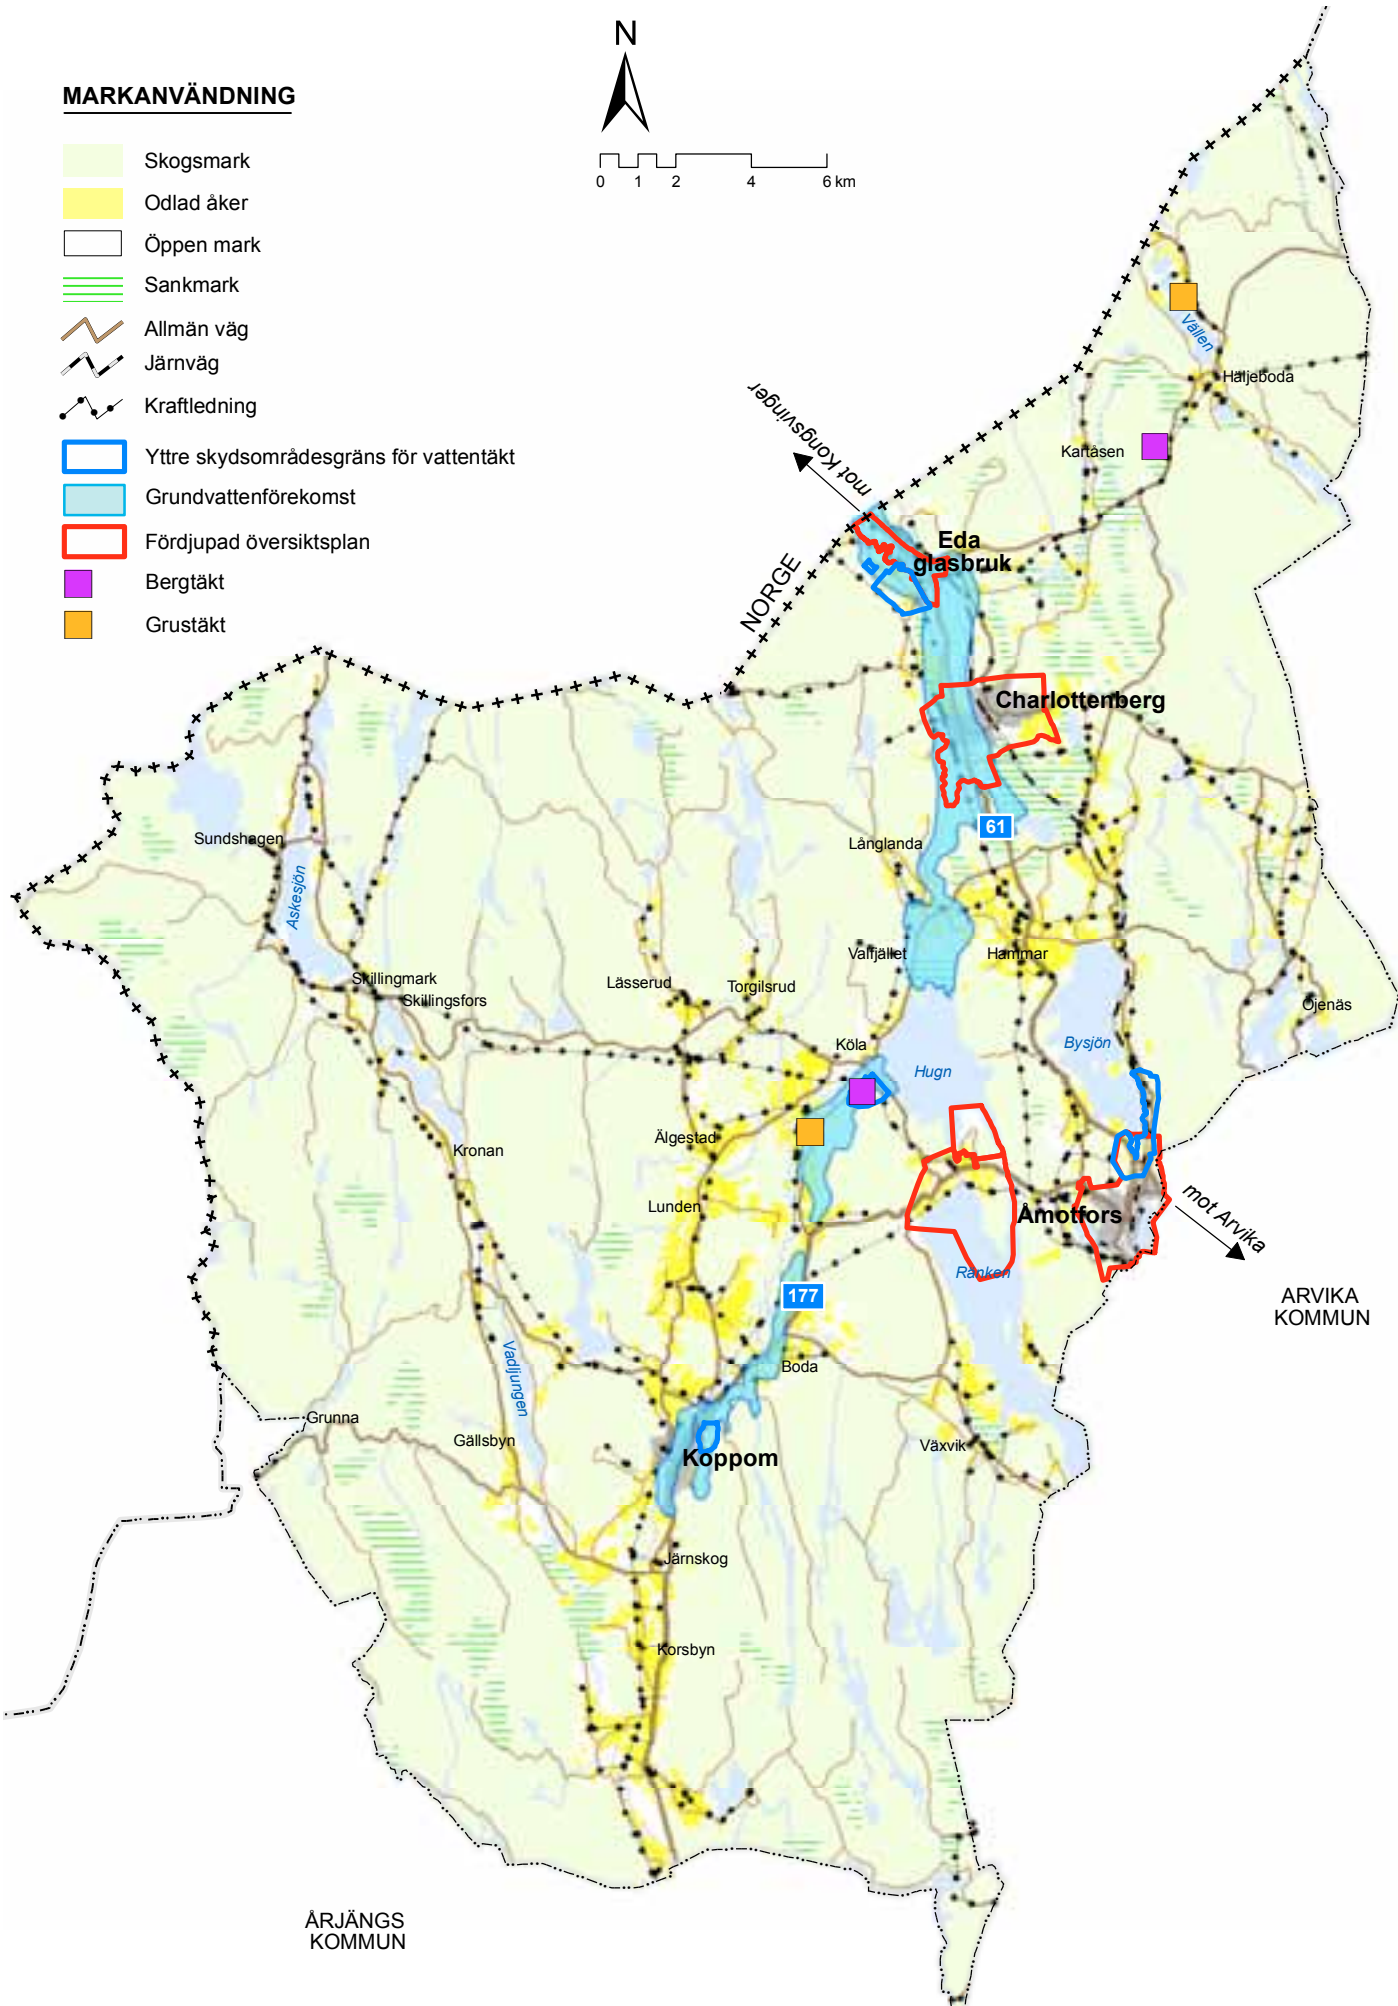 N
MARKANVÄNDNING
0 1 2 4 6 km
Skogsmark
Odlad åker
Öppen mark
Sankmark
Allmän väg
Järnväg
Kraftledning
Yttre skydsområdesgräns för vattentäkt
Grundvattenförekomst
Fördjupad översiktsplan
Bergtäkt
Grustäkt
Vällen
Häljeboda
mot Kongsvinger
Kartåsen
Eda
glasbruk
NORGE
Charlottenberg
61
Sundshagen
Långlanda
Askesjön
Valfjället
Hammar
Skillingmark
Skillingsfors
Lässerud
Torgilsrud
Öjenäs
Köla
Bysjön
Hugn
Älgestad
Kronan
Lunden
Åmotfors
mot Arvika
Ränken
177
ARVIKA
KOMMUN
Boda
Vadljungen
Grunna
Gällsbyn
Växvik
Koppom
Järnskog
Korsbyn
ÅRJÄNGS
KOMMUN